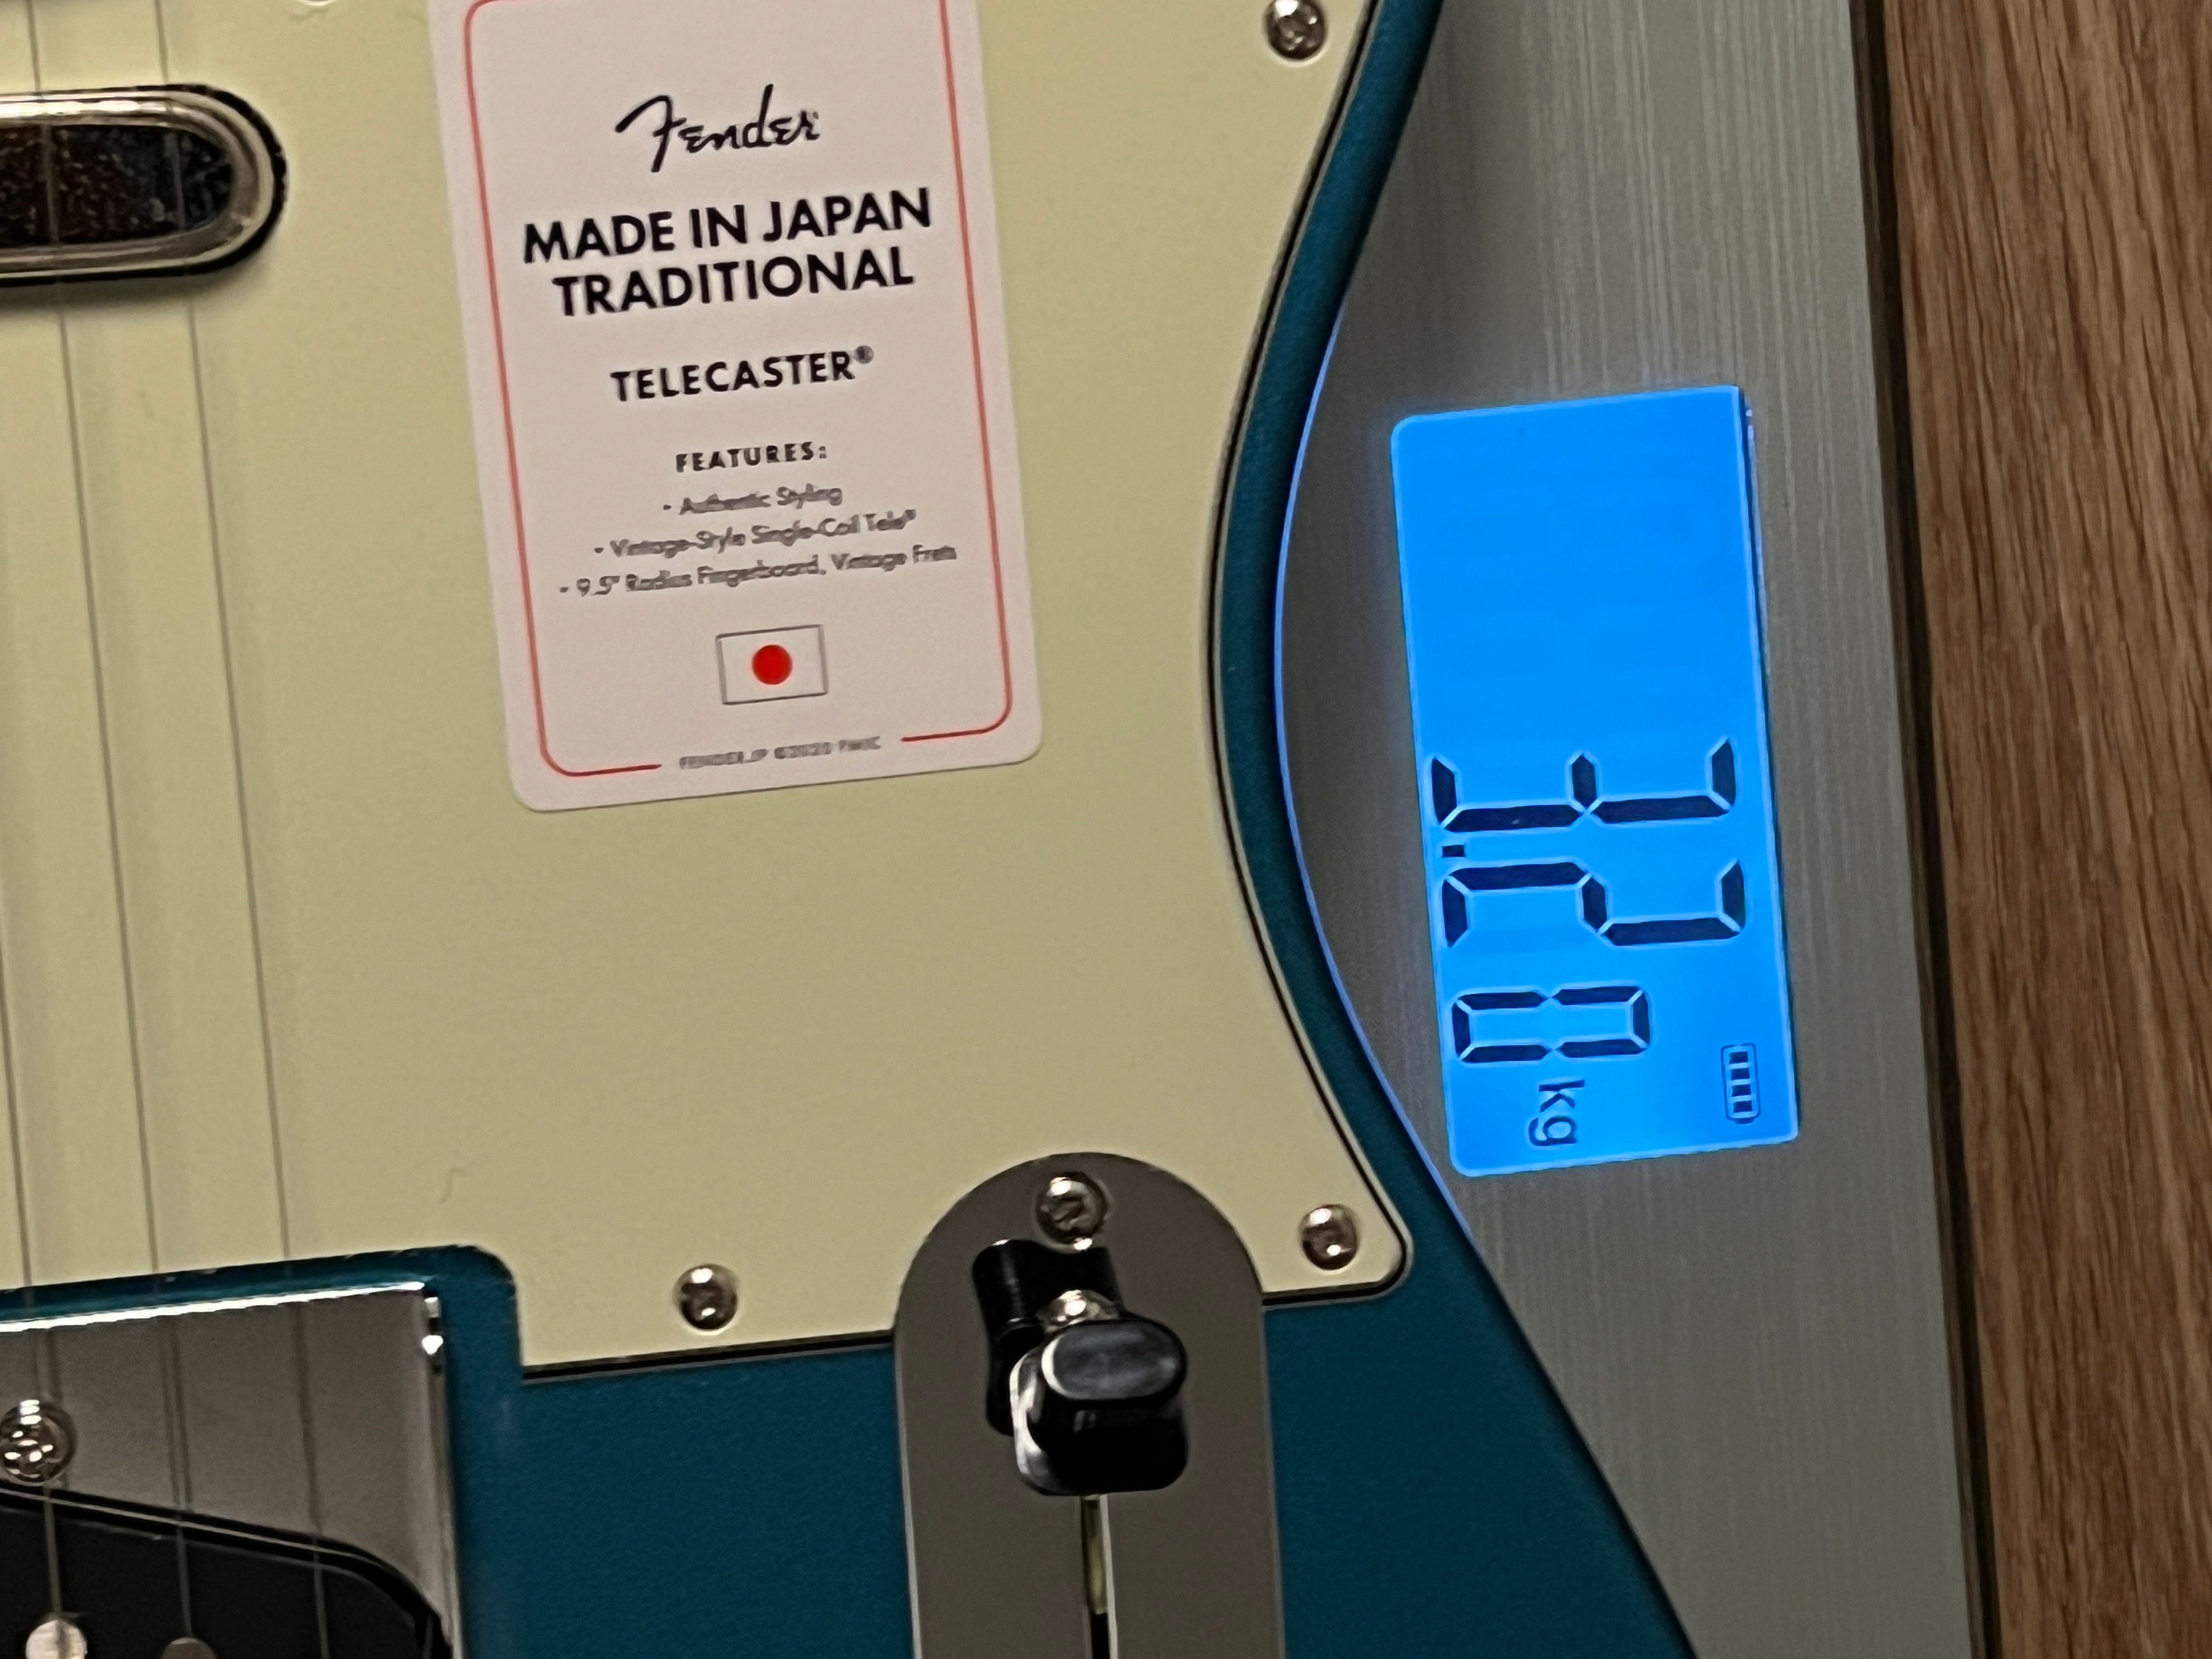 Fender
MADE IN JAPAN
TRADITIONAL
TELECASTER®
FEATURES:
- Authentic Styling
- Vintage-Style Single-Coil Tele®
- 9.5" Radius Fingerboard, Vintage Frets
3.20 kg